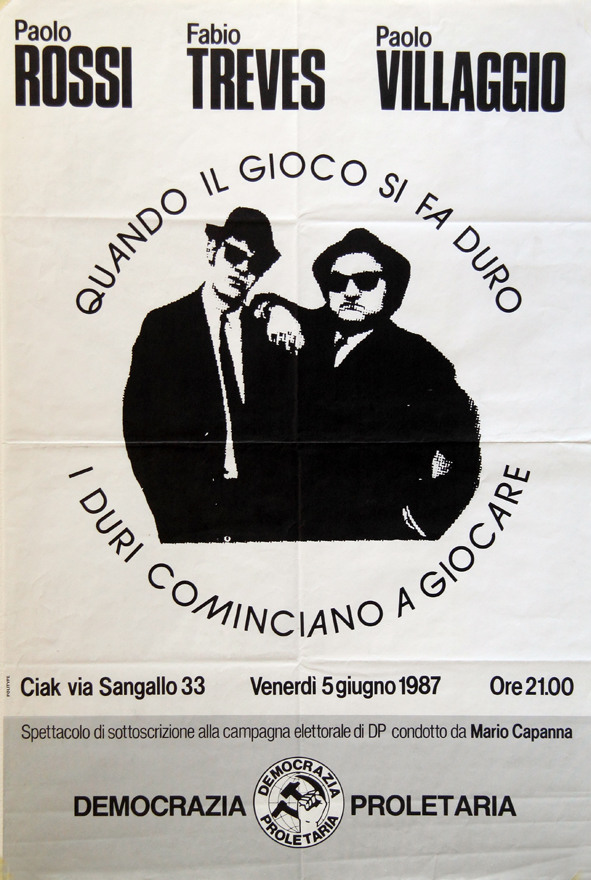 Paolo ROSSI
Fabio TREVES
Paolo VILLAGGIO
QUANDO IL GIOCO SI FA DURO
I DURI COMINCIANO A GIOCARE
POLITYPE
Ciak via Sangallo 33 Venerdì 5 giugno 1987 Ore 21.00
Spettacolo di sottoscrizione alla campagna elettorale di DP condotto da Mario Capanna
DEMOCRAZIA PROLETARIA
DEMOCRAZIA
PROLETARIA